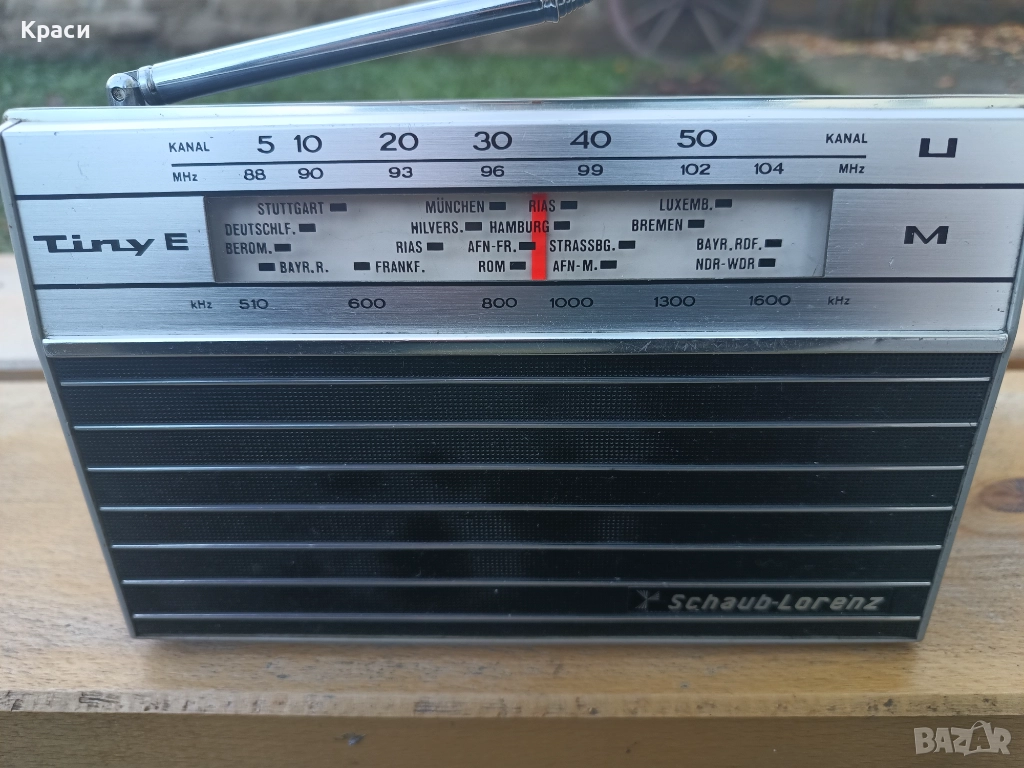 Краси
KANAL 5 10 20 30 40 50 KANAL U
MHz 88 90 93 96 99 102 104 MHz
Tiny E
STUTTGART MÜNCHEN RIAS LUXEMB.
DEUTSCHLF. HILVERS. HAMBURG BREMEN
BEROM. RIAS AFN-FR. STRASSBG. BAYR.RDF.
BAYR.R. FRANKF. ROM AFN-M. NDR-WDR
M
kHz 510 600 800 1000 1300 1600 kHz
Schaub-Lorenz
BAZAR